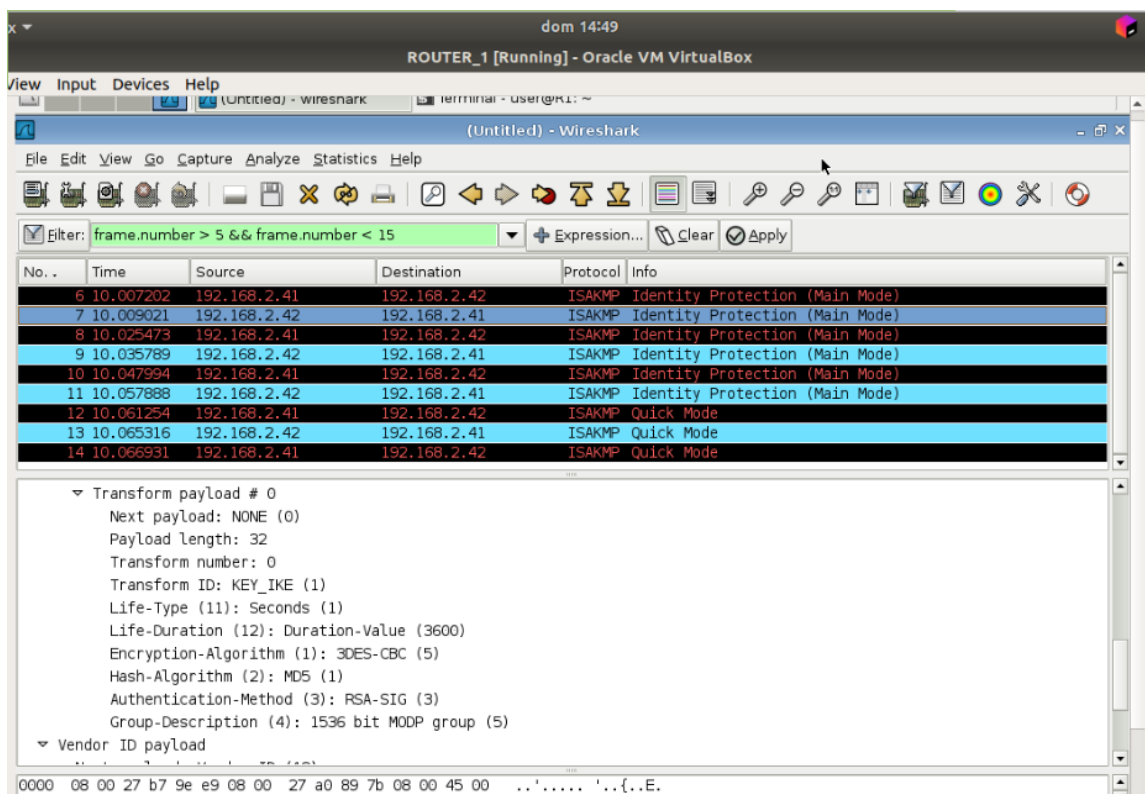 x
dom 14:49
ROUTER_1 [Running] - Oracle VM VirtualBox
View Input Devices Help
(Untitled) - Wireshark Terminal - user@R1: ~
(Untitled) - Wireshark
File Edit View Go Capture Analyze Statistics Help
Filter: frame.number > 5 && frame.number < 15 Expression... Clear Apply
No. . Time Source Destination Protocol Info
6 10.007202 192.168.2.41 192.168.2.42 ISAKMP Identity Protection (Main Mode)
7 10.009021 192.168.2.42 192.168.2.41 ISAKMP Identity Protection (Main Mode)
8 10.025473 192.168.2.41 192.168.2.42 ISAKMP Identity Protection (Main Mode)
9 10.035789 192.168.2.42 192.168.2.41 ISAKMP Identity Protection (Main Mode)
10 10.047994 192.168.2.41 192.168.2.42 ISAKMP Identity Protection (Main Mode)
11 10.057888 192.168.2.42 192.168.2.41 ISAKMP Identity Protection (Main Mode)
12 10.061254 192.168.2.41 192.168.2.42 ISAKMP Quick Mode
13 10.065316 192.168.2.42 192.168.2.41 ISAKMP Quick Mode
14 10.066931 192.168.2.41 192.168.2.42 ISAKMP Quick Mode
Transform payload # 0
Next payload: NONE (0)
Payload length: 32
Transform number: 0
Transform ID: KEY_IKE (1)
Life-Type (11): Seconds (1)
Life-Duration (12): Duration-Value (3600)
Encryption-Algorithm (1): 3DES-CBC (5)
Hash-Algorithm (2): MD5 (1)
Authentication-Method (3): RSA-SIG (3)
Group-Description (4): 1536 bit MODP group (5)
Vendor ID payload
0000 08 00 27 b7 9e e9 08 00 27 a0 89 7b 08 00 45 00 ..'..... '..{..E.